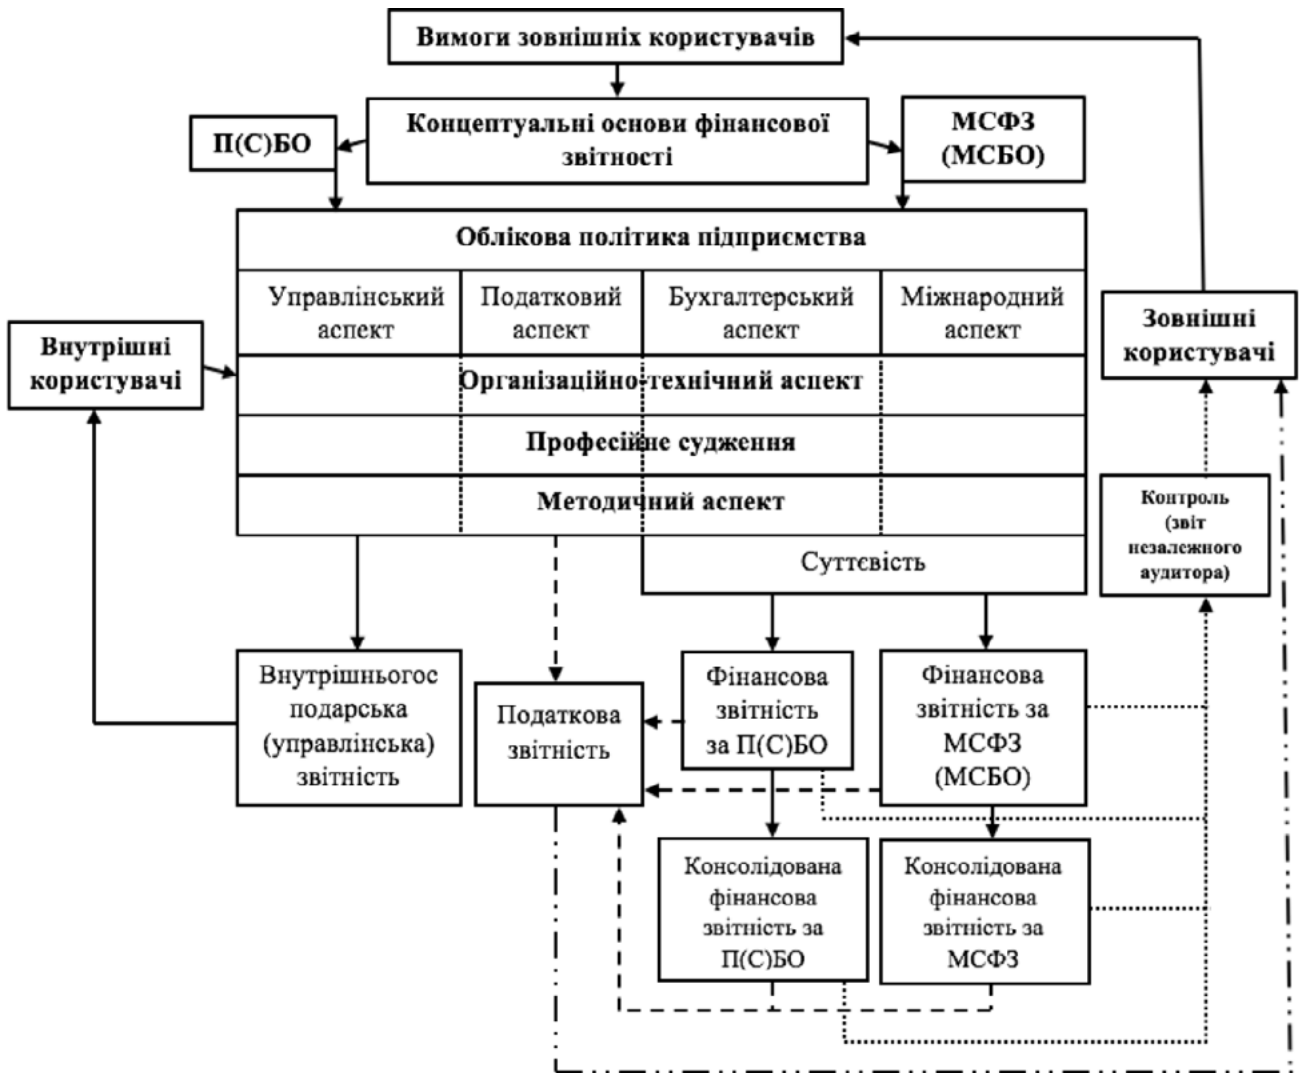 Вимоги зовнішніх користувачів
П(С)БО
Концептуальні основи фінансової
звітності
МСФЗ
(МСБО)
Облікова політика підприємства
Управлінський
аспект
Податковий
аспект
Бухгалтерський
аспект
Міжнародний
аспект
Внутрішні
користувачі
Зовнішні
користувачі
Організаційно-технічний аспект
Професійне судження
Методичний аспект
Контроль
(звіт
незалежного
аудитора)
Суттєвість
Внутрішньогос
подарська
(управлінська)
звітність
Податкова
звітність
Фінансова
звітність
за П(С)БО
Фінансова
звітність за
МСФЗ
(МСБО)
Консолідована
фінансова
звітність за
П(С)БО
Консолідована
фінансова
звітність за
МСФЗ